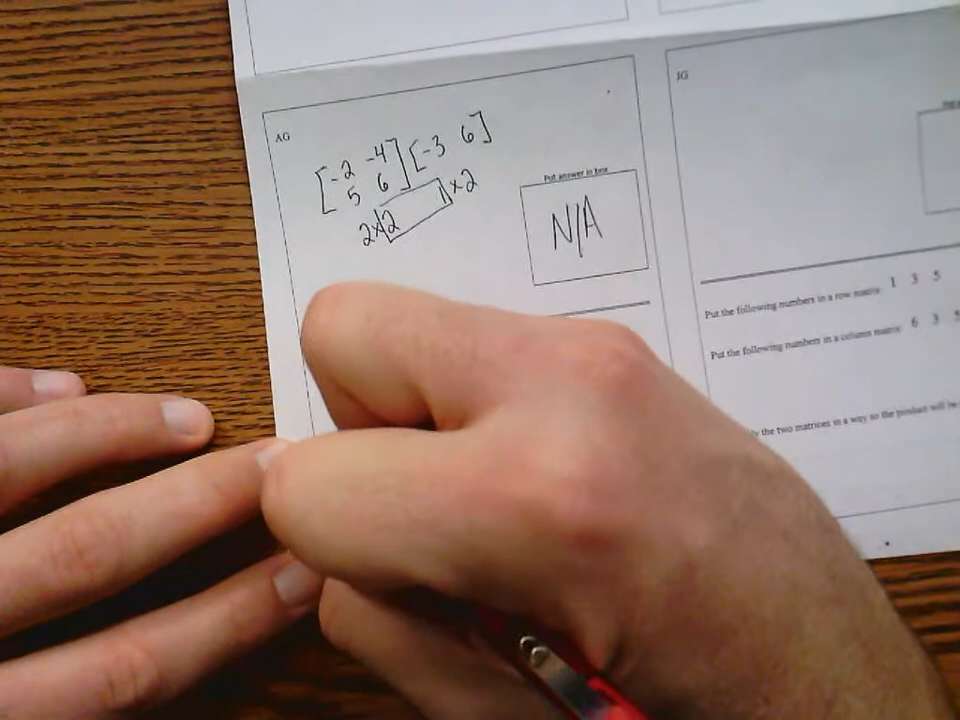 AG
[-2 -4] [-3 6]
5 6
2x2 1x2
Put answer in box
N/A
JG
Put the following numbers in a row matrix 1 3 5
Put the following numbers in a column matrix 6 3 5
the two matrices in a way so the product will be